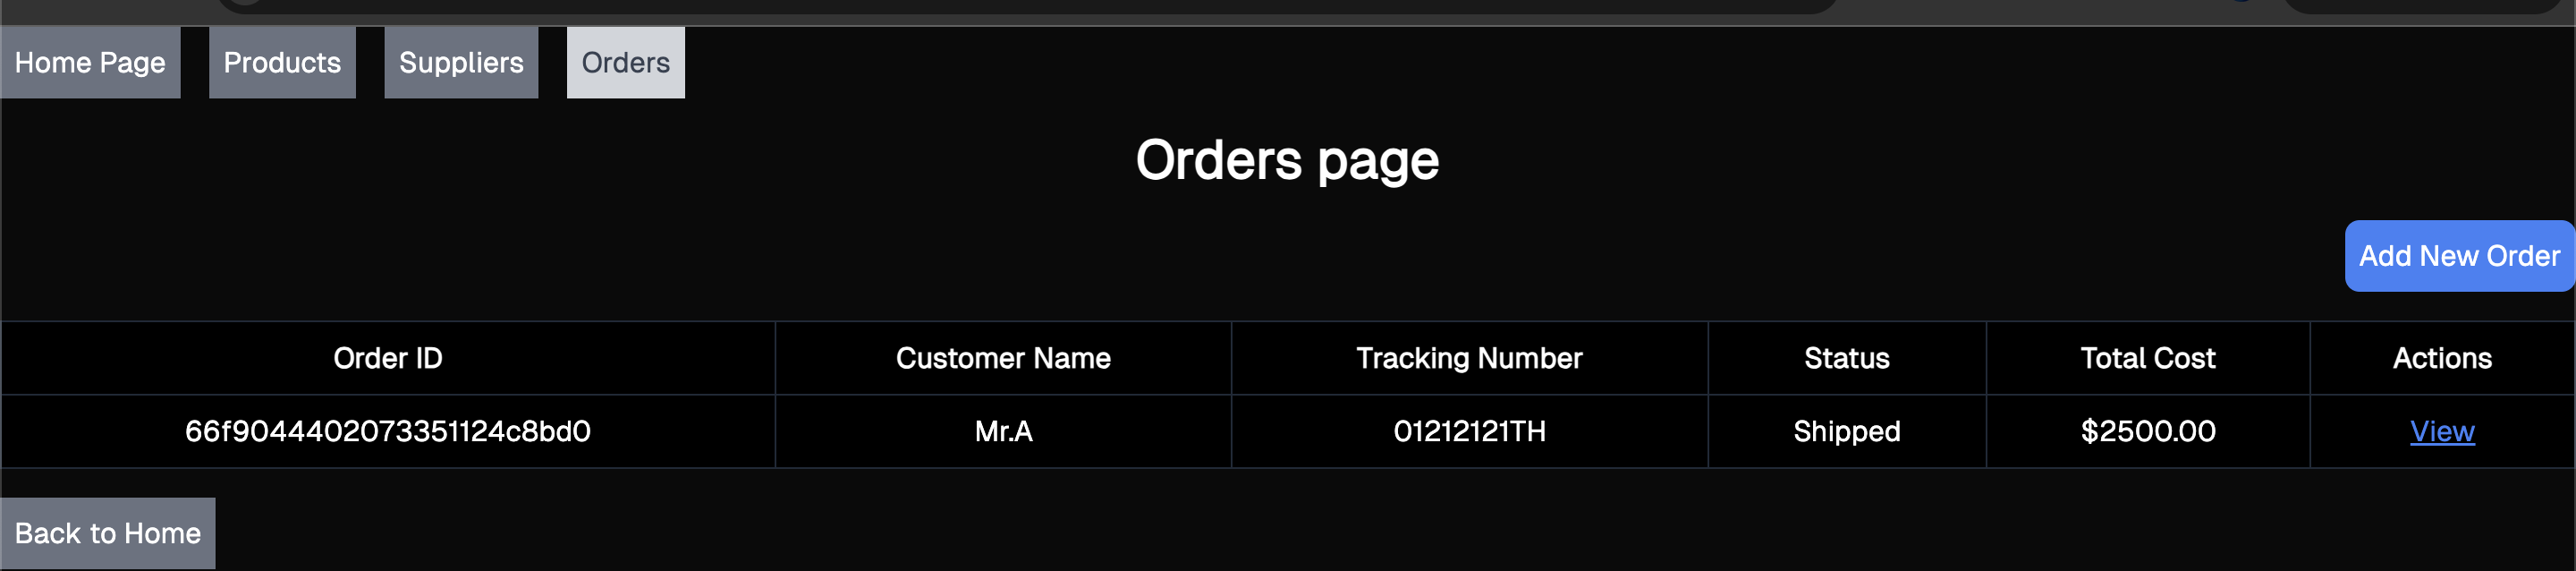 Home Page Products Suppliers Orders
Orders page
Add New Order
Order ID Customer Name Tracking Number Status Total Cost Actions
66f9044402073351124c8bd0 Mr.A 01212121TH Shipped $2500.00 View
Back to Home